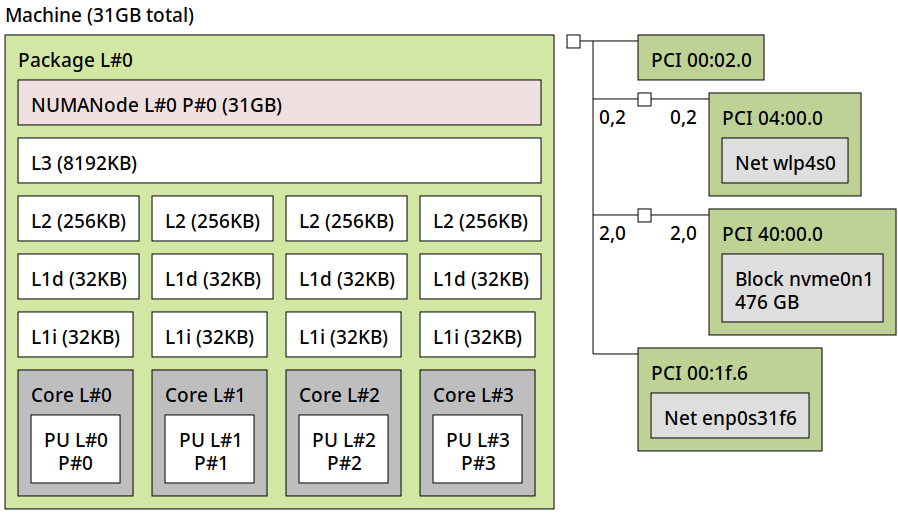 Machine (31GB total)
Package L#0
NUMANode L#0 P#0 (31GB)
L3 (8192KB)
L2 (256KB) L2 (256KB) L2 (256KB) L2 (256KB)
L1d (32KB) L1d (32KB) L1d (32KB) L1d (32KB)
L1i (32KB) L1i (32KB) L1i (32KB) L1i (32KB)
Core L#0 Core L#1 Core L#2 Core L#3
PU L#0 PU L#1 PU L#2 PU L#3
P#0 P#1 P#2 P#3
PCI 00:02.0
0,2 0,2 PCI 04:00.0
Net wlp4s0
2,0 2,0 PCI 40:00.0
Block nvme0n1
476 GB
PCI 00:1f.6
Net enp0s31f6